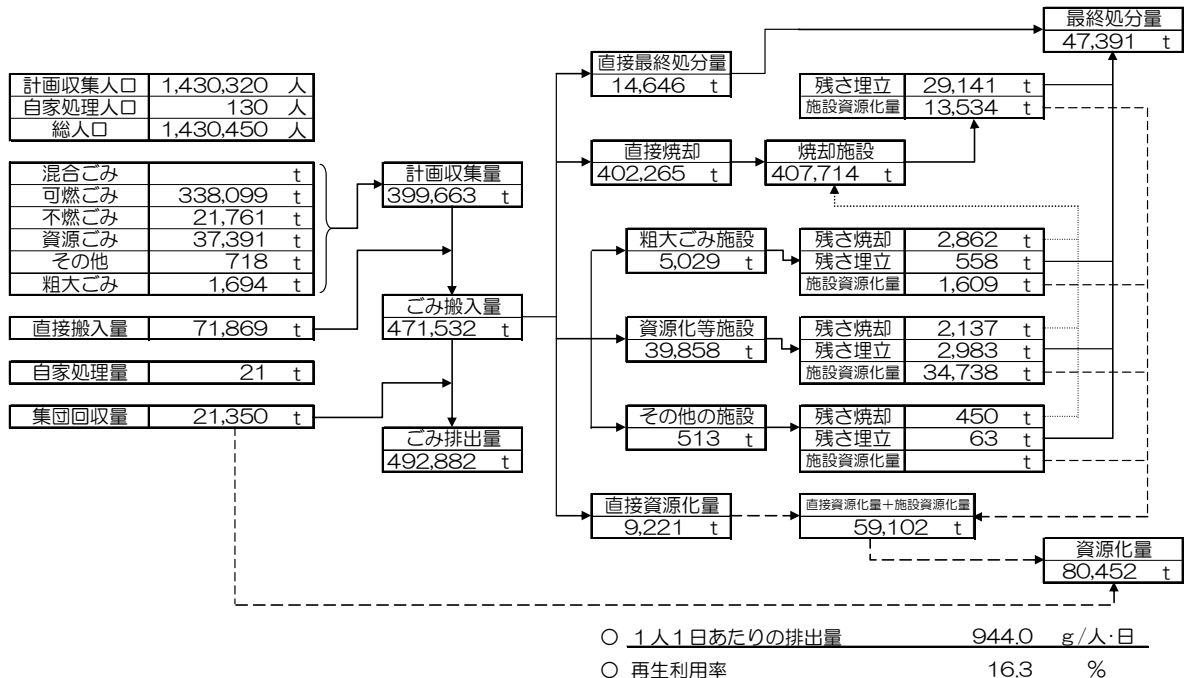 最終処分量
47,391 t
直接最終処分量
14,646 t
計画収集人口 1,430,320 人
自家処理人口 130 人
総人口 1,430,450 人
残さ埋立 29,141 t
施設資源化量 13,534 t
直接焼却
402,265 t
焼却施設
407,714 t
混合ごみ t
可燃ごみ 338,099 t
不燃ごみ 21,761 t
資源ごみ 37,391 t
その他 718 t
粗大ごみ 1,694 t
計画収集量
399,663 t
粗大ごみ施設
5,029 t
残さ焼却 2,862 t
残さ埋立 558 t
施設資源化量 1,609 t
直接搬入量 71,869 t
ごみ搬入量
471,532 t
資源化等施設
39,858 t
残さ焼却 2,137 t
残さ埋立 2,983 t
施設資源化量 34,738 t
自家処理量 21 t
集団回収量 21,350 t
ごみ排出量
492,882 t
その他の施設
513 t
残さ焼却 450 t
残さ埋立 63 t
施設資源化量 t
直接資源化量
9,221 t
直接資源化量+施設資源化量
59,102 t
資源化量
80,452 t
○ 1人1日あたりの排出量 944.0 g/人・日
○ 再生利用率 16.3 %